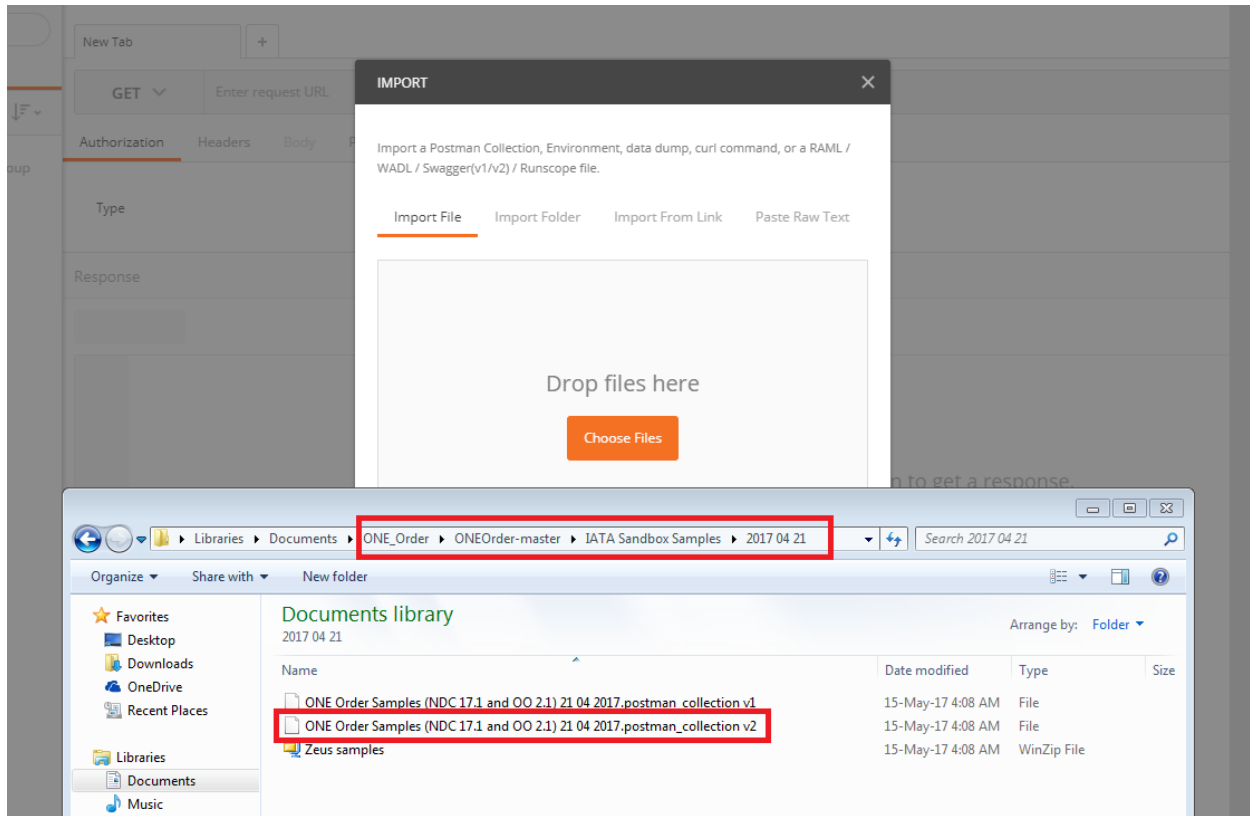 New Tab
+
GET
Enter request URL
IMPORT
Authorization
Headers
Body
P
oup
Import a Postman Collection, Environment, data dump, curl command, or a RAML /
WADL / Swagger(v1/v2) / Runscope file.
Type
Import File
Import Folder
Import From Link
Paste Raw Text
Response
Drop files here
Choose Files
n to get a response.
Libraries
Documents
ONE_Order
ONEOrder-master
IATA Sandbox Samples
2017 04 21
Search 2017 04 21
Organize
Share with
New folder
Favorites
Desktop
Downloads
OneDrive
Recent Places
Libraries
Documents
Music
Documents library
2017 04 21
Arrange by: Folder
Name
Date modified
Type
Size
ONE Order Samples (NDC 17.1 and OO 2.1) 21 04 2017.postman_collection v1
15-May-17 4:08 AM
File
ONE Order Samples (NDC 17.1 and OO 2.1) 21 04 2017.postman_collection v2
15-May-17 4:08 AM
File
Zeus samples
15-May-17 4:08 AM
WinZip File